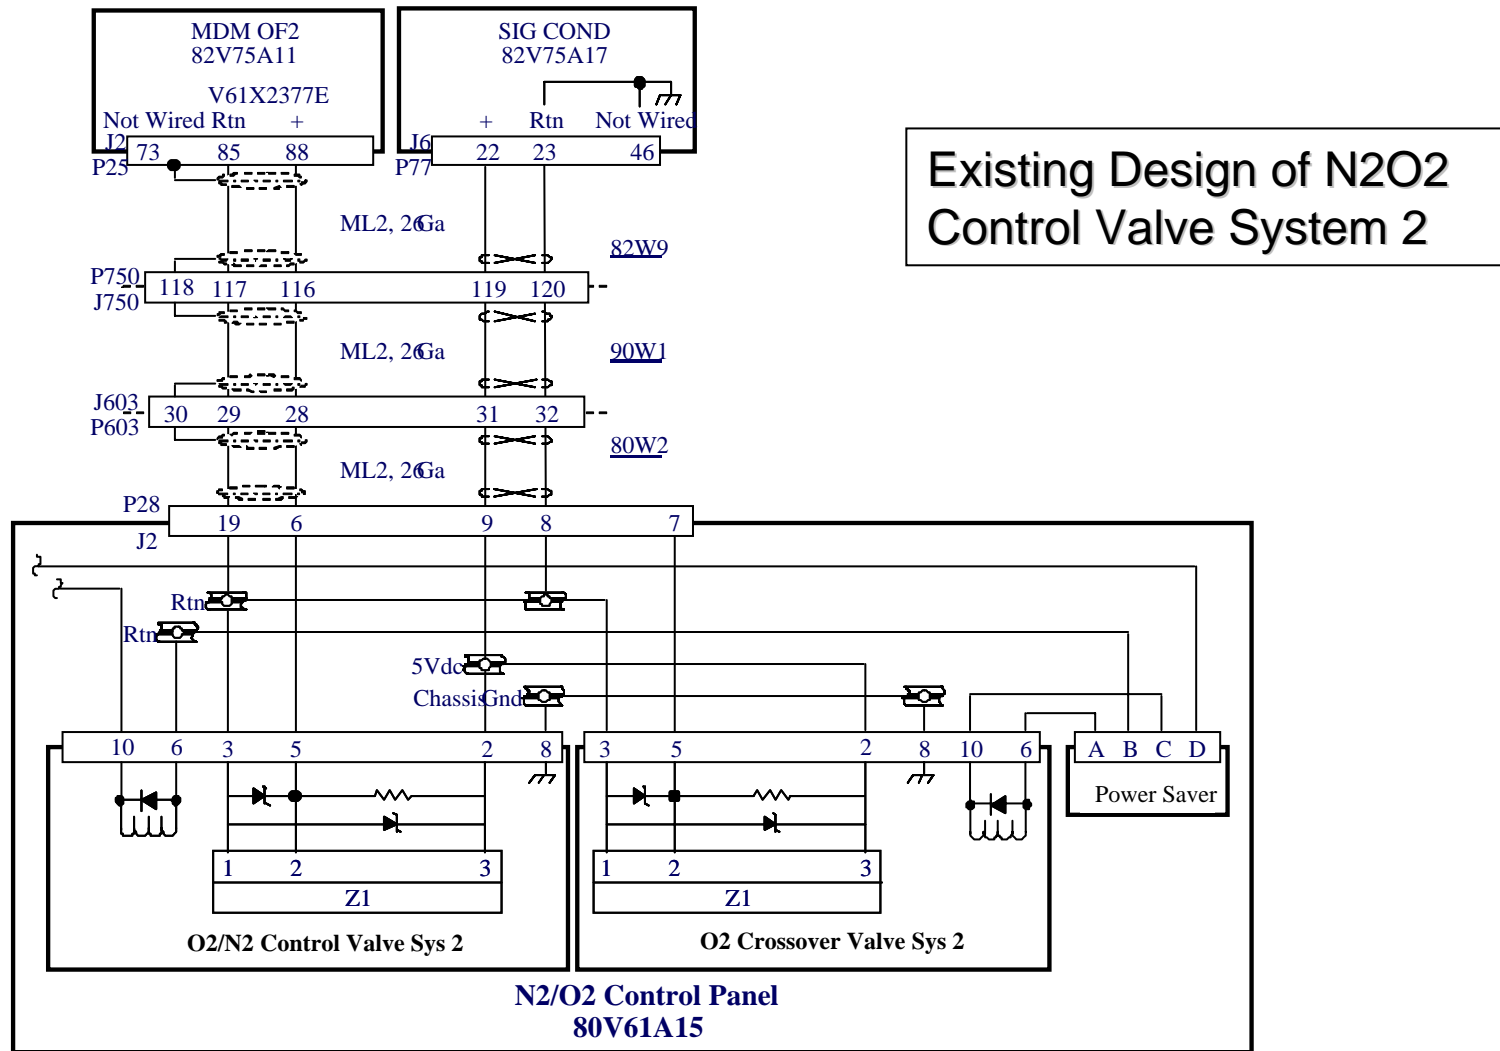 MDM OF2
82V75A11
V61X2377E
Not Wired Rtn +
J2 73 85 88
P25
SIG COND
82V75A17
+ Rtn Not Wired
J6 22 23 46
P77
Existing Design of N2O2
Control Valve System 2
ML2, 26Ga
82W9
P750 118 117 116 119 120
J750
ML2, 26Ga
90W1
J603 30 29 28 31 32
P603
80W2
ML2, 26Ga
P28 19 6 9 8 7
J2
Rtn
Rtn
5Vdc
ChassisGnd
10 6 3 5 2 8
3 5 2 8 10 6
A B C D
Power Saver
1 2 3
Z1
1 2 3
Z1
O2/N2 Control Valve Sys 2
O2 Crossover Valve Sys 2
N2/O2 Control Panel
80V61A15